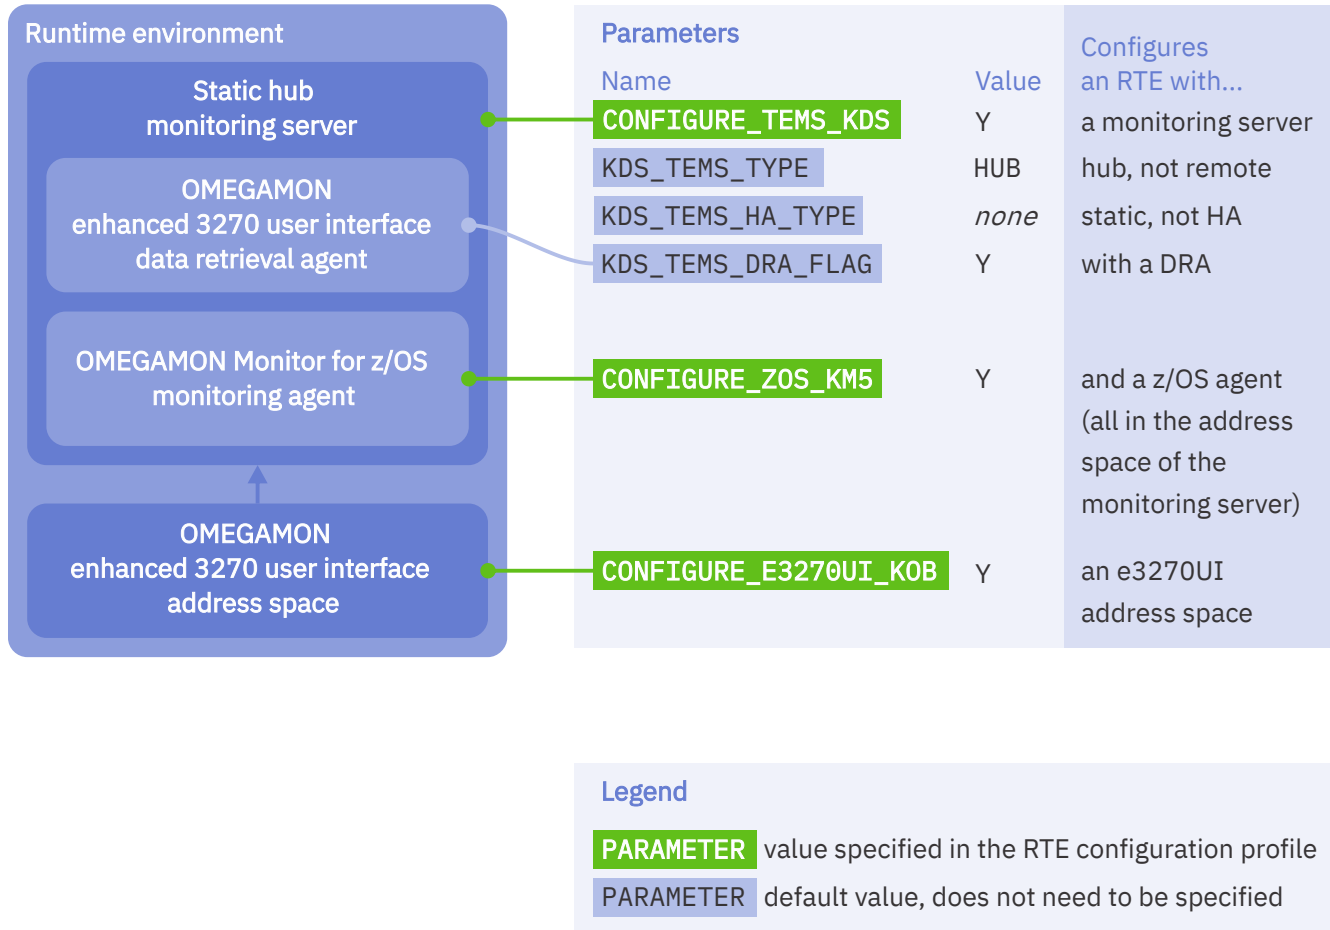 Runtime environment
Static hub
monitoring server
OMEGAMON
enhanced 3270 user interface
data retrieval agent
OMEGAMON Monitor for z/OS
monitoring agent
OMEGAMON
enhanced 3270 user interface
address space
Parameters
Configures
Name Value an RTE with...
CONFIGURE_TEMS_KDS Y a monitoring server
KDS_TEMS_TYPE HUB hub, not remote
KDS_TEMS_HA_TYPE none static, not HA
KDS_TEMS_DRA_FLAG Y with a DRA
CONFIGURE_ZOS_KM5 Y and a z/OS agent
(all in the address
space of the
monitoring server)
CONFIGURE_E3270UI_KOB Y an e3270UI
address space
Legend
PARAMETER value specified in the RTE configuration profile
PARAMETER default value, does not need to be specified